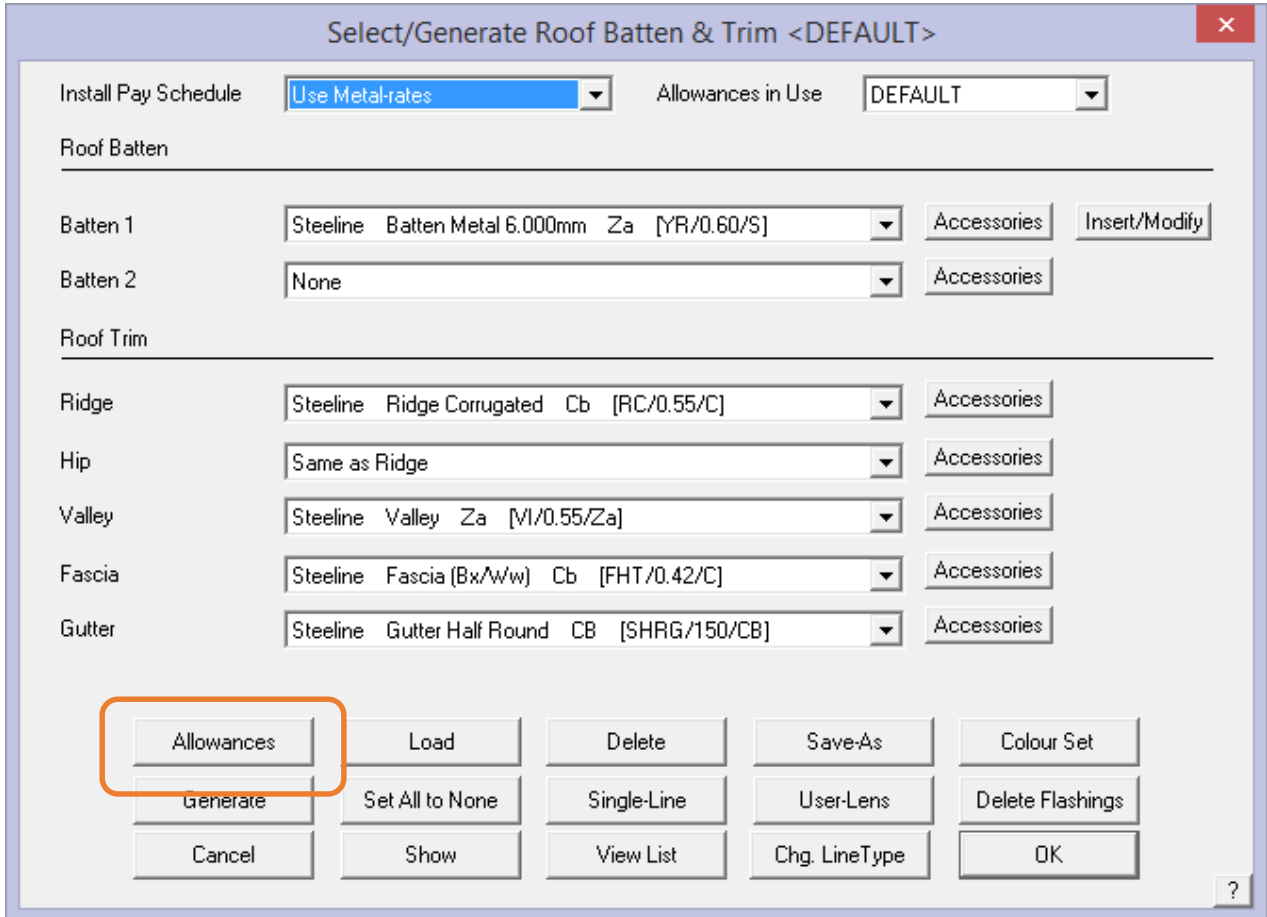 Select/Generate Roof Batten & Trim <DEFAULT>
Install Pay Schedule Use Metal-rates Allowances in Use DEFAULT
Roof Batten
Batten 1 Steeline Batten Metal 6.000mm Za [YR/0.60/S] Accessories Insert/Modify
Batten 2 None Accessories
Roof Trim
Ridge Steeline Ridge Corrugated Cb [RC/0.55/C] Accessories
Hip Same as Ridge Accessories
Valley Steeline Valley Za [VI/0.55/Za] Accessories
Fascia Steeline Fascia (Bx/Ww) Cb [FHT/0.42/C] Accessories
Gutter Steeline Gutter Half Round CB [SHRG/150/CB] Accessories
Allowances Load Delete Save-As Colour Set
Generate Set All to None Single-Line User-Lens Delete Flashings
Cancel Show View List Chg. LineType OK
?